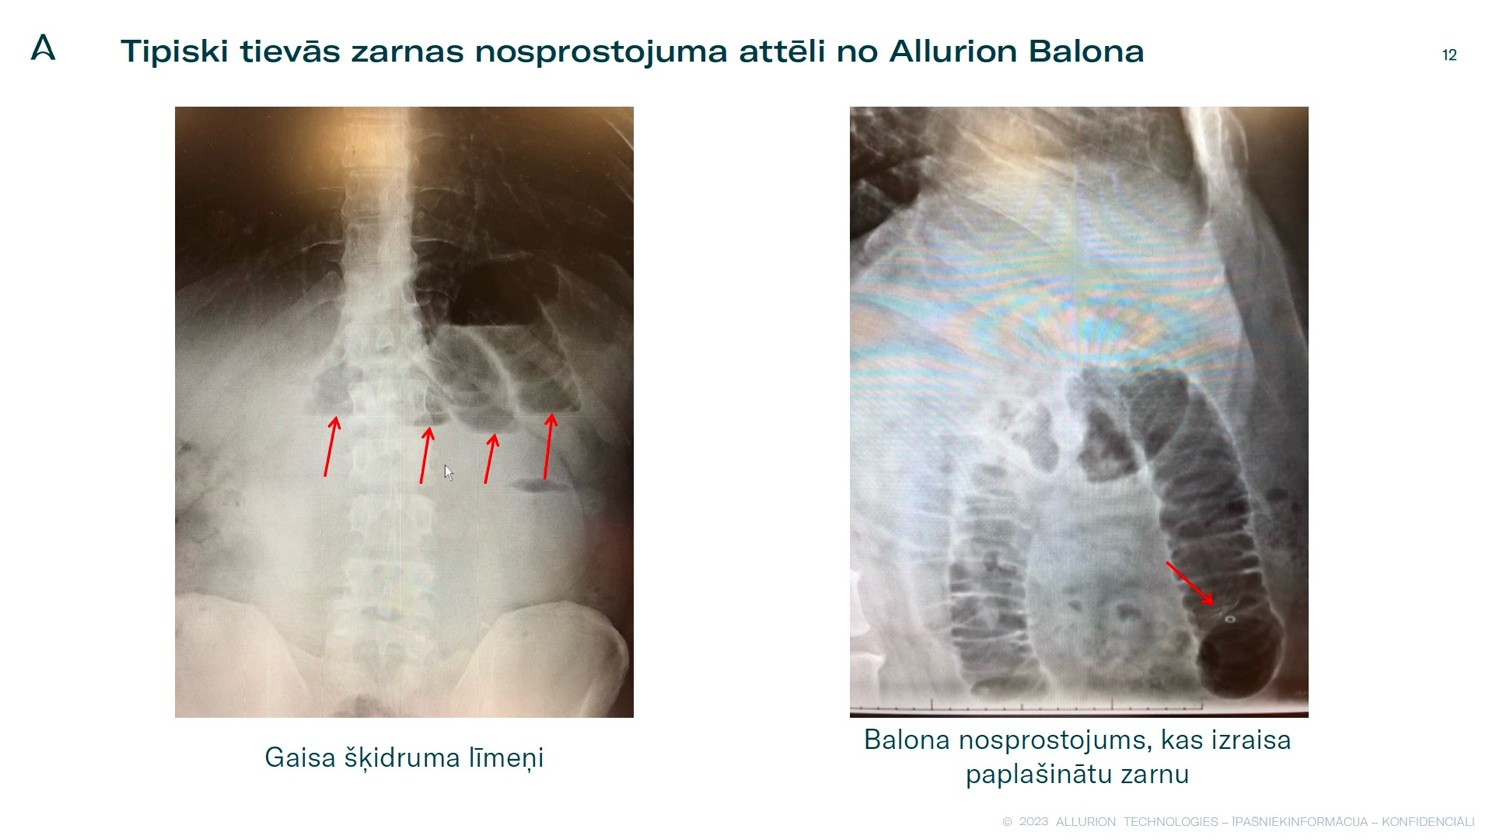 Tipiski tievās zarnas nosprostojuma attēli no Allurion Balona
12
Gaisa šķidruma līmeņi
Balona nosprostojums, kas izraisa
paplašinātu zarnu
© 2023 ALLURION TECHNOLOGIES – ĪPAŠNIEKINFORMĀCIJA – KONFIDENCIĀLI